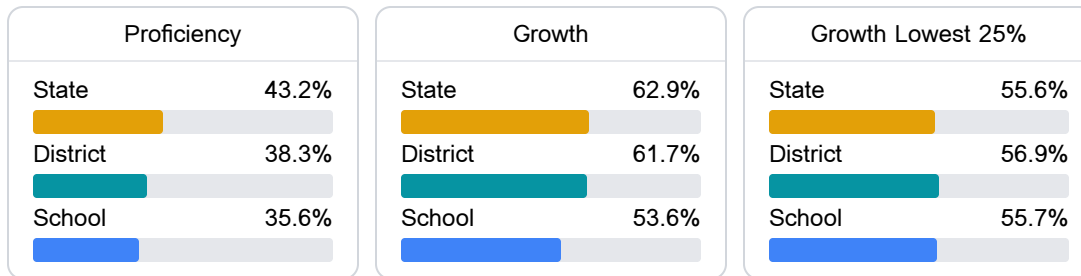 Proficiency
State 43.2%
District 38.3%
School 35.6%
Growth
State 62.9%
District 61.7%
School 53.6%
Growth Lowest 25%
State 55.6%
District 56.9%
School 55.7%